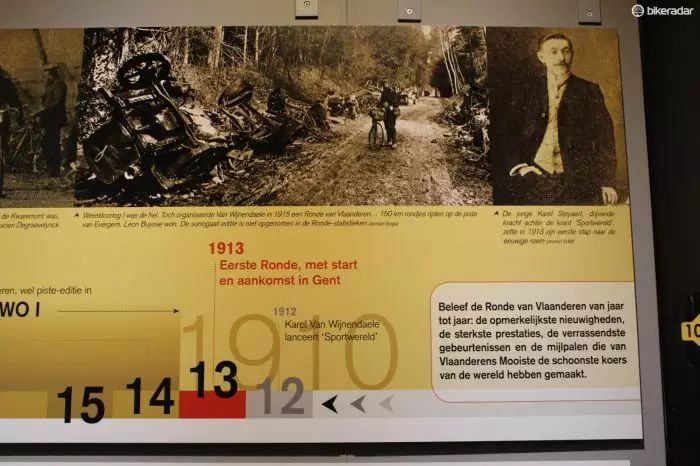 bikeradar
de Kwaremont was,
ucien Degraevelynck.
Wereldoorlog I was de hel. Toch organiseerde Van Wijnendaele in 1915 een Ronde van Vlaanderen... 150 km rondjes rijden op de piste
van Evergem. Leon Buysse won. De surrogaat-editie is niet opgenomen in de Ronde-statistieken
De jonge Karel Steyaert, drijvende
kracht achter de krant 'Sportwereld',
zette in 1913 zijn eerste stap naar de
eeuwige roem
1913
Eerste Ronde, met start
en aankomst in Gent
eren, wel piste-editie in
WO I
1912
Karel Van Wijnendaele
lanceert 'Sportwereld'
1910
Beleef de Ronde van Vlaanderen van jaar
tot jaar: de opmerkelijkste nieuwigheden,
de sterkste prestaties, de verrassendste
gebeurtenissen en de mijlpalen die van
Vlaanderens Mooiste de schoonste koers
van de wereld hebben gemaakt.
15 14 13 12
10